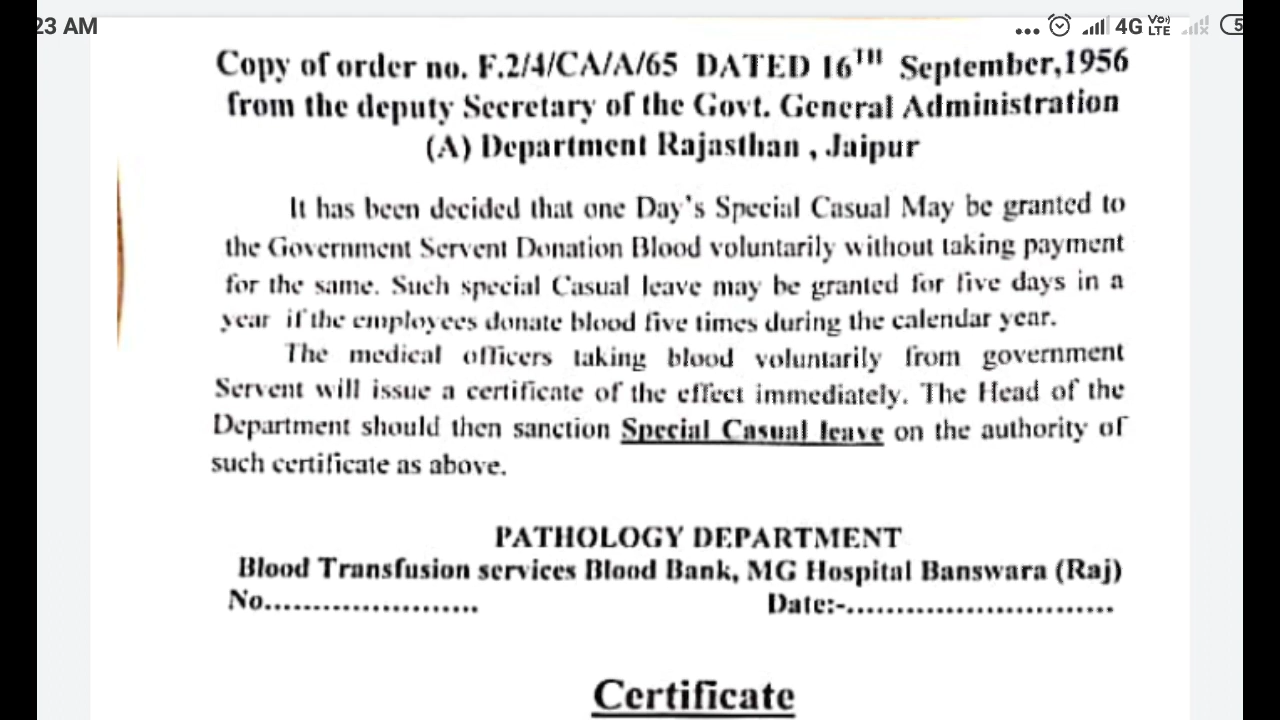 23 AM
... 4G Vo) LTE 5
Copy of order no. F.2/4/CA/A/65 DATED 16TH September,1956
from the deputy Secretary of the Govt. General Administration
(A) Department Rajasthan , Jaipur
It has been decided that one Day's Special Casual May be granted to
the Government Servent Donation Blood voluntarily without taking payment
for the same. Such special Casual leave may be granted for five days in a
year if the employees donate blood five times during the calendar year.
The medical officers taking blood voluntarily from government
Servent will issue a certificate of the effect immediately. The Head of the
Department should then sanction Special Casual leave on the authority of
such certificate as above.
PATHOLOGY DEPARTMENT
Blood Transfusion services Blood Bank, MG Hospital Banswara (Raj)
No......................
Date:-...........................
Certificate